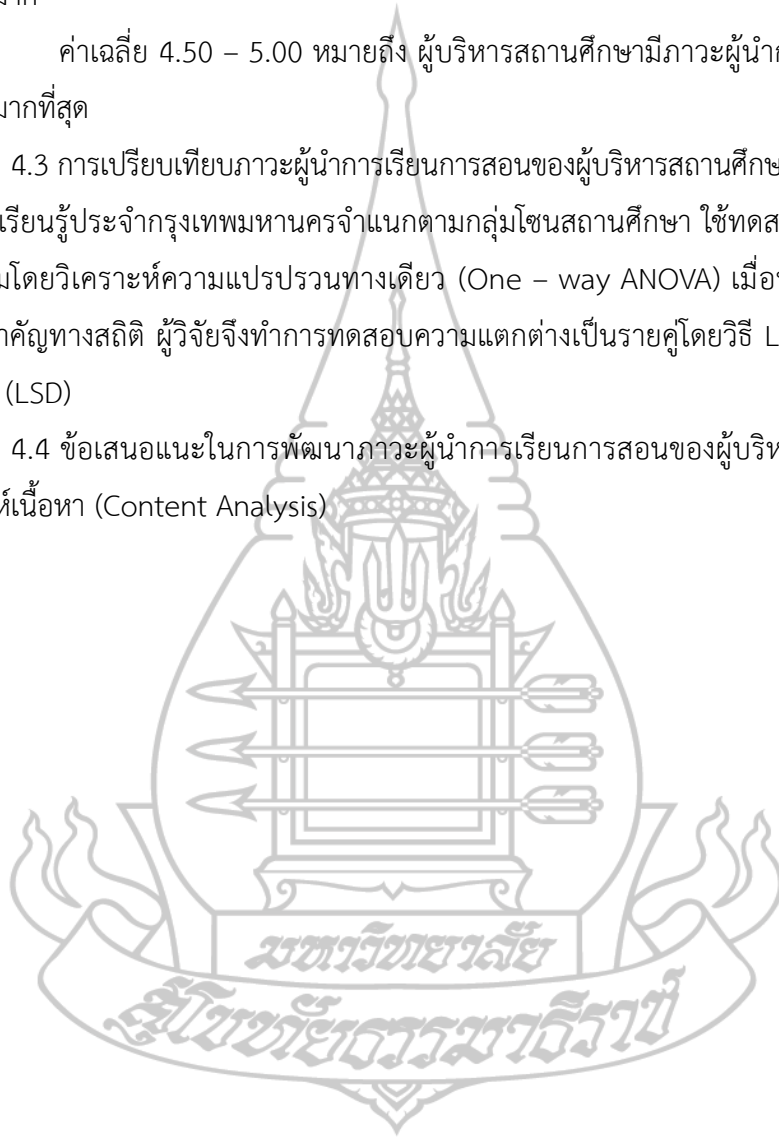 ค่าเฉลี่ย 4.50 – 5.00 หมายถึง ผู้บริหารสถานศึกษามีภาวะผู้นำ
มากที่สุด
4.3 การเปรียบเทียบภาวะผู้นำการเรียนการสอนของผู้บริหารสถานศึกษ
เรียนรู้ประจำกรุงเทพมหานครจำแนกตามกลุ่มโซนสถานศึกษา ใช้ทดส
โดยวิเคราะห์ความแปรปรวนทางเดียว (One – way ANOVA) เมื่อ
สำคัญทางสถิติ ผู้วิจัยจึงทำการทดสอบความแตกต่างเป็นรายคู่โดยวิธี L
(LSD)
4.4 ข้อเสนอแนะในการพัฒนาภาวะผู้นำการเรียนการสอนของผู้บริห
ห์เนื้อหา (Content Analysis)
มหาวิทยาลัย
สุโขทัยธรรมาธิราช